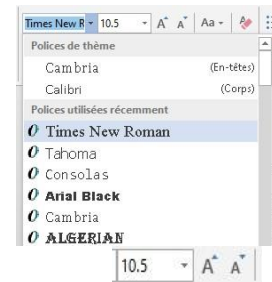 Times New R 10.5 A A Aa
Polices de thème
Cambria (En-têtes)
Calibri (Corps)
Polices utilisées récemment
O Times New Roman
O Tahoma
O Consolas
O Arial Black
O Cambria
O ALGERIAN
10.5 A A